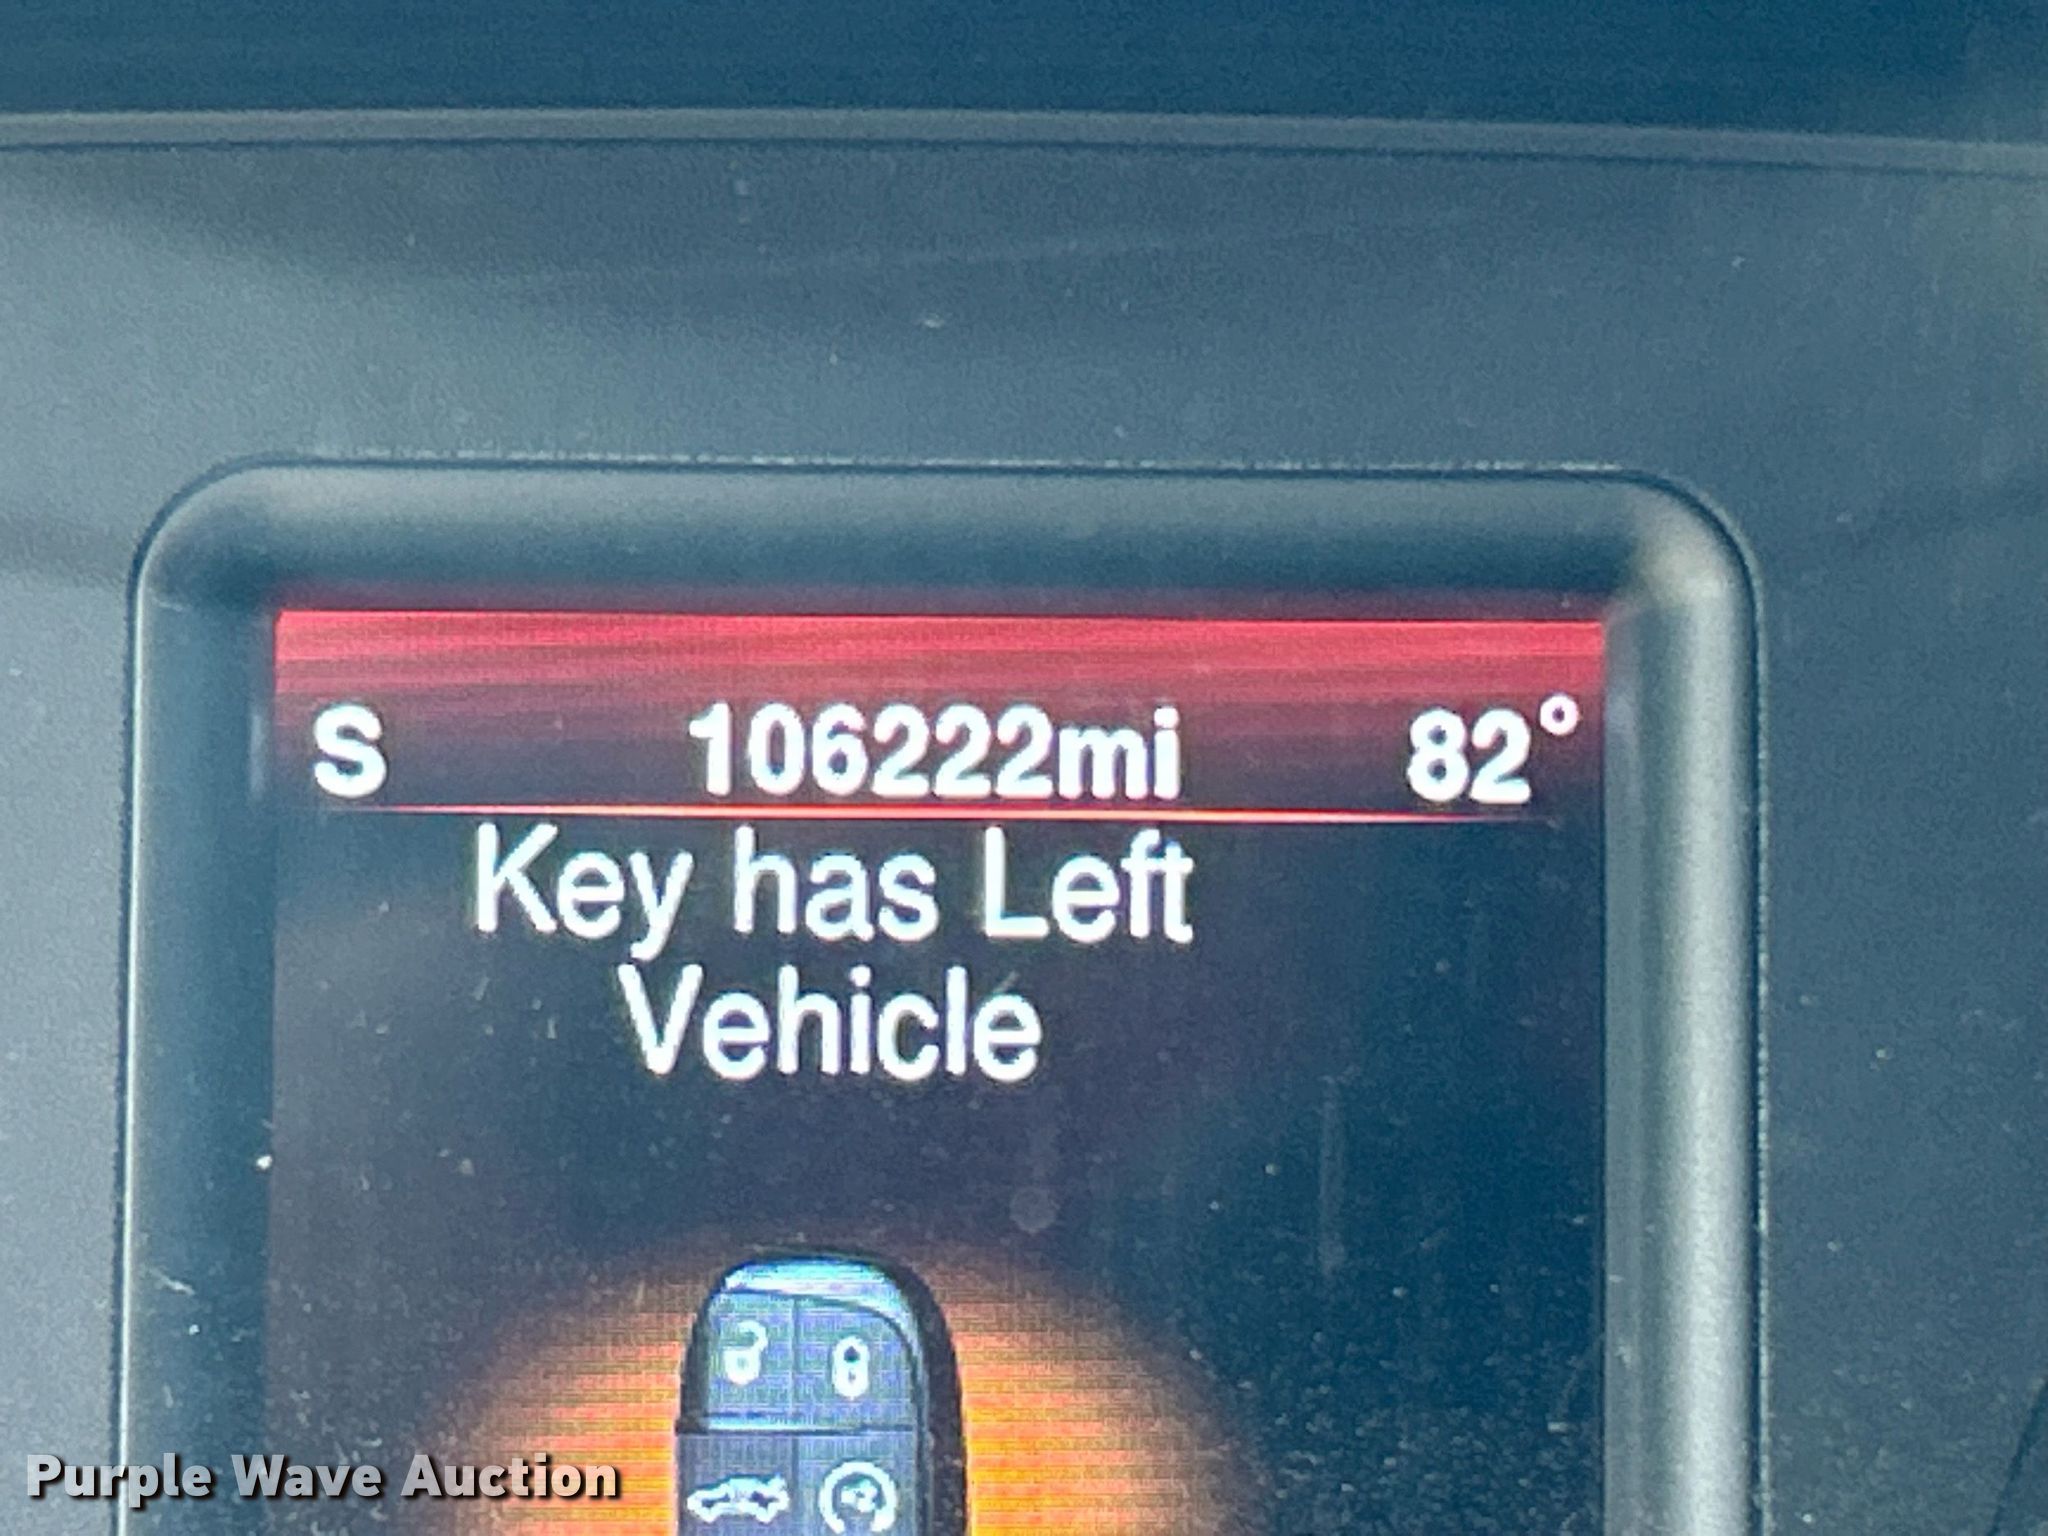 S 106222mi 82°
Key has Left
Vehicle
Purple Wave Auction